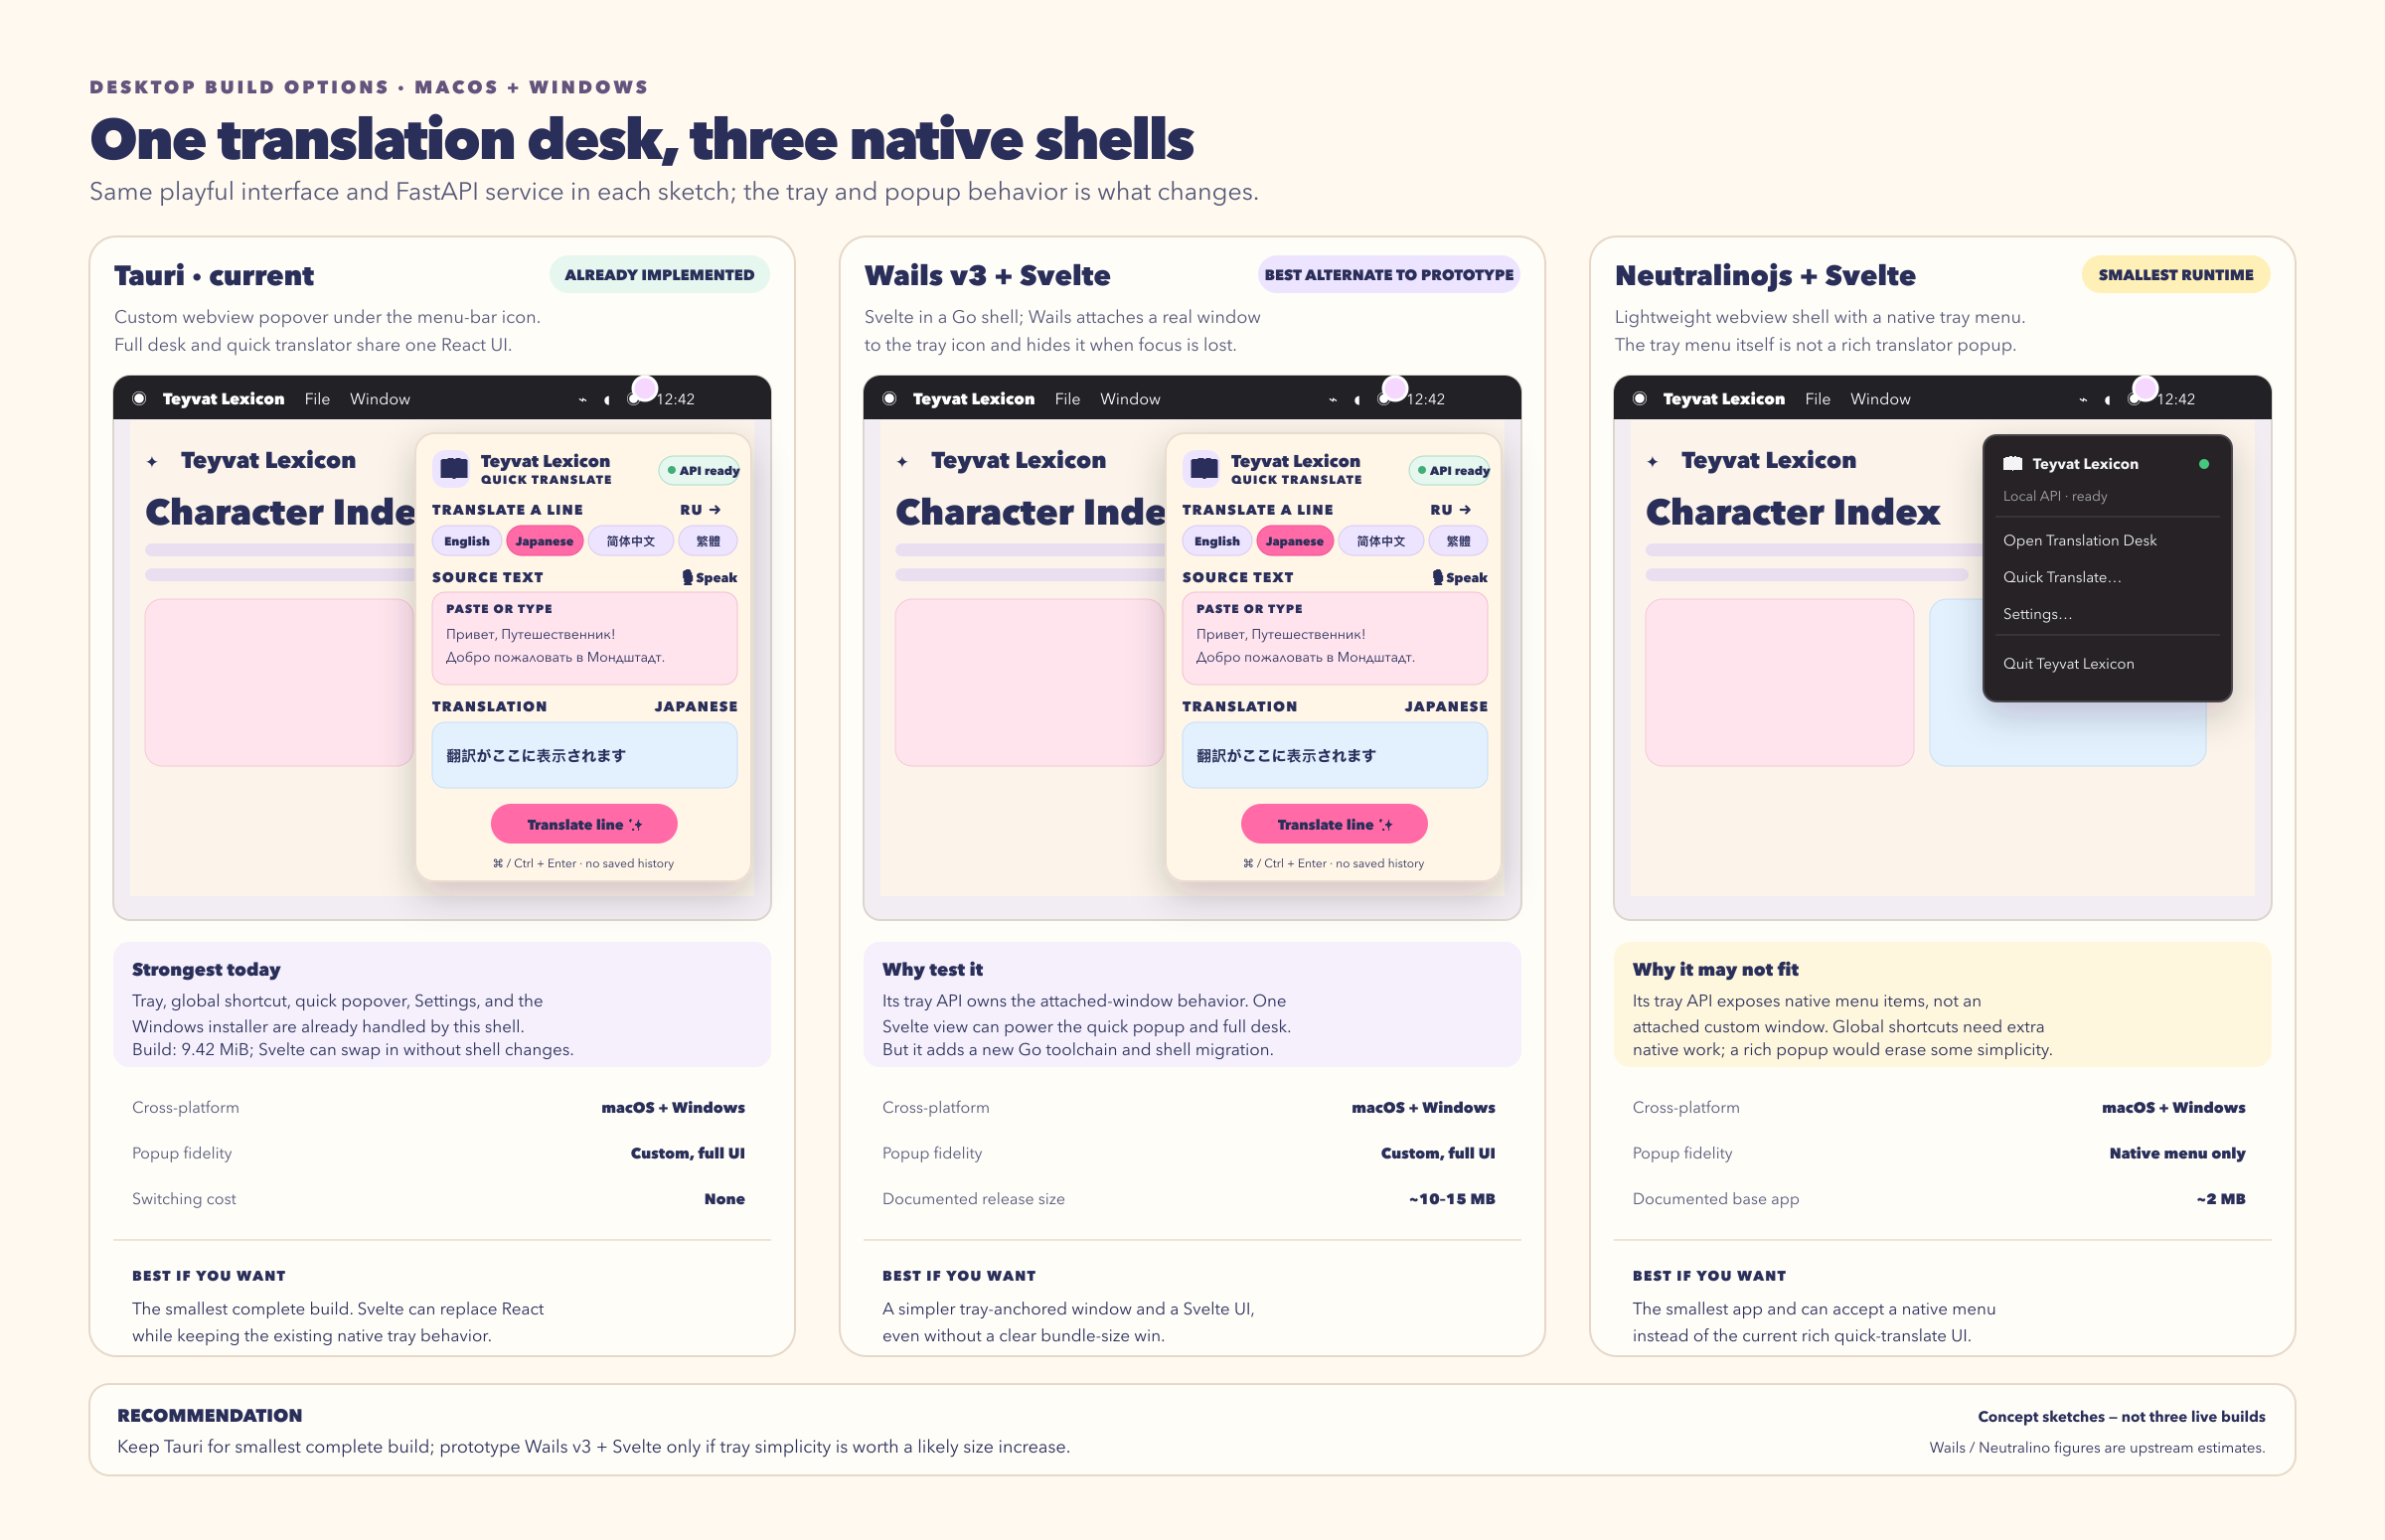 DESKTOP BUILD OPTIONS · MACOS + WINDOWS
One translation desk, three native shells
Same playful interface and FastAPI service in each sketch; the tray and popup behavior is what changes.
Tauri · current
ALREADY IMPLEMENTED
Custom webview popover under the menu-bar icon.
Full desk and quick translator share one React UI.
Teyvat Lexicon File Window 12:42
Teyvat Lexicon
Character Inde
Teyvat Lexicon
QUICK TRANSLATE
API ready
TRANSLATE A LINE RU →
English Japanese 简体中文 繁體
SOURCE TEXT Speak
PASTE OR TYPE
Привет, Путешественник!
Добро пожаловать в Мондштадт.
TRANSLATION JAPANESE
翻訳がここに表示されます
Translate line
⌘ / Ctrl + Enter · no saved history
Strongest today
Tray, global shortcut, quick popover, Settings, and the
Windows installer are already handled by this shell.
Build: 9.42 MiB; Svelte can swap in without shell changes.
Cross-platform macOS + Windows
Popup fidelity Custom, full UI
Switching cost None
BEST IF YOU WANT
The smallest complete build. Svelte can replace React
while keeping the existing native tray behavior.
Wails v3 + Svelte
BEST ALTERNATE TO PROTOTYPE
Svelte in a Go shell; Wails attaches a real window
to the tray icon and hides it when focus is lost.
Teyvat Lexicon File Window 12:42
Teyvat Lexicon
Character Inde
Teyvat Lexicon
QUICK TRANSLATE
API ready
TRANSLATE A LINE RU →
English Japanese 简体中文 繁體
SOURCE TEXT Speak
PASTE OR TYPE
Привет, Путешественник!
Добро пожаловать в Мондштадт.
TRANSLATION JAPANESE
翻訳がここに表示されます
Translate line
⌘ / Ctrl + Enter · no saved history
Why test it
Its tray API owns the attached-window behavior. One
Svelte view can power the quick popup and full desk.
But it adds a new Go toolchain and shell migration.
Cross-platform macOS + Windows
Popup fidelity Custom, full UI
Documented release size ~10–15 MB
BEST IF YOU WANT
A simpler tray-anchored window and a Svelte UI,
even without a clear bundle-size win.
Neutralinojs + Svelte
SMALLEST RUNTIME
Lightweight webview shell with a native tray menu.
The tray menu itself is not a rich translator popup.
Teyvat Lexicon File Window 12:42
Teyvat Lexicon
Character Index
Teyvat Lexicon
Local API · ready
Open Translation Desk
Quick Translate…
Settings…
Quit Teyvat Lexicon
Why it may not fit
Its tray API exposes native menu items, not an
attached custom window. Global shortcuts need extra
native work; a rich popup would erase some simplicity.
Cross-platform macOS + Windows
Popup fidelity Native menu only
Documented base app ~2 MB
BEST IF YOU WANT
The smallest app and can accept a native menu
instead of the current rich quick-translate UI.
RECOMMENDATION
Keep Tauri for smallest complete build; prototype Wails v3 + Svelte only if tray simplicity is worth a likely size increase.
Concept sketches — not three live builds
Wails / Neutralino figures are upstream estimates.